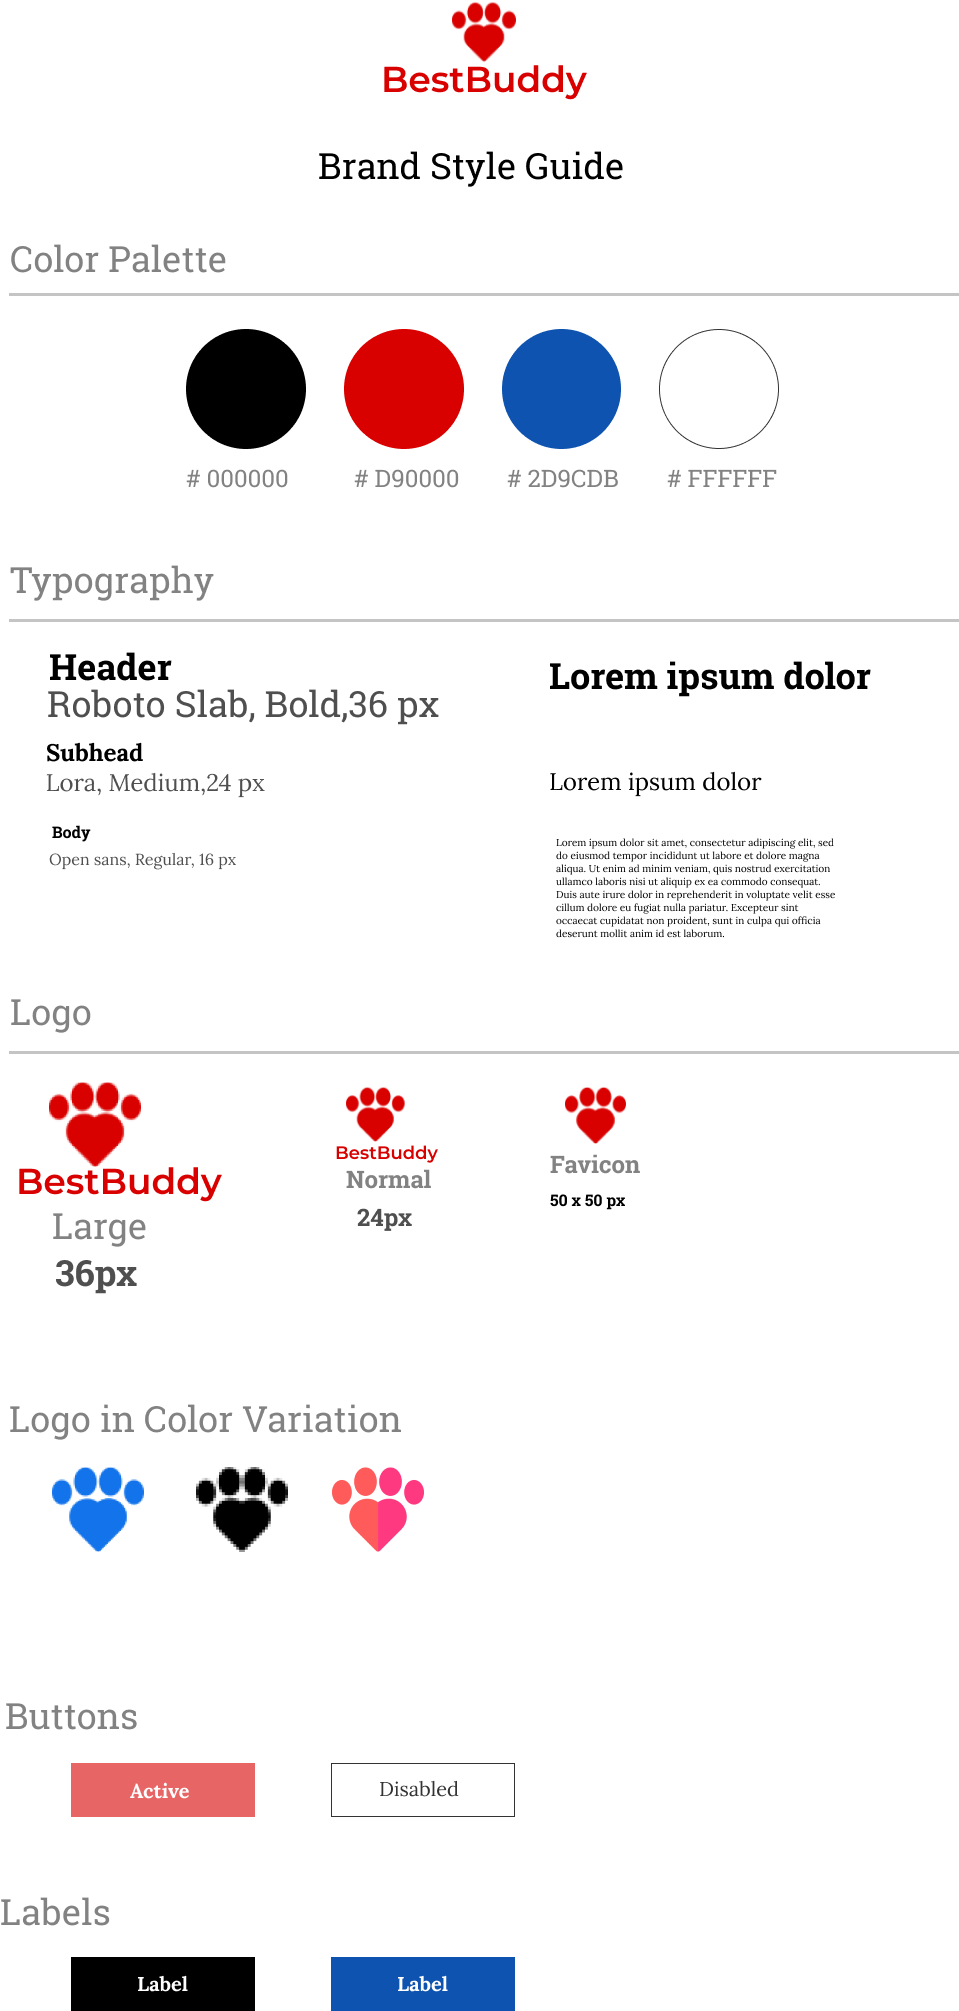 BestBuddy
Brand Style Guide
Color Palette
# 000000
# D90000
# 2D9CDB
# FFFFFF
Typography
Header
Roboto Slab, Bold,36 px
Subhead
Lora, Medium,24 px
Body
Open sans, Regular, 16 px
Lorem ipsum dolor
Lorem ipsum dolor
Lorem ipsum dolor sit amet, consectetur adipiscing elit, sed
do eiusmod tempor incididunt ut labore et dolore magna
aliqua. Ut enim ad minim veniam, quis nostrud exercitation
ullamco laboris nisi ut aliquip ex ea commodo consequat.
Duis aute irure dolor in reprehenderit in voluptate velit esse
cillum dolore eu fugiat nulla pariatur. Excepteur sint
occaecat cupidatat non proident, sunt in culpa qui officia
deserunt mollit anim id est laborum.
Logo
BestBuddy
Large
36px
BestBuddy
Normal
24px
Favicon
50 x 50 px
Logo in Color Variation
Buttons
Active
Disabled
Labels
Label
Label